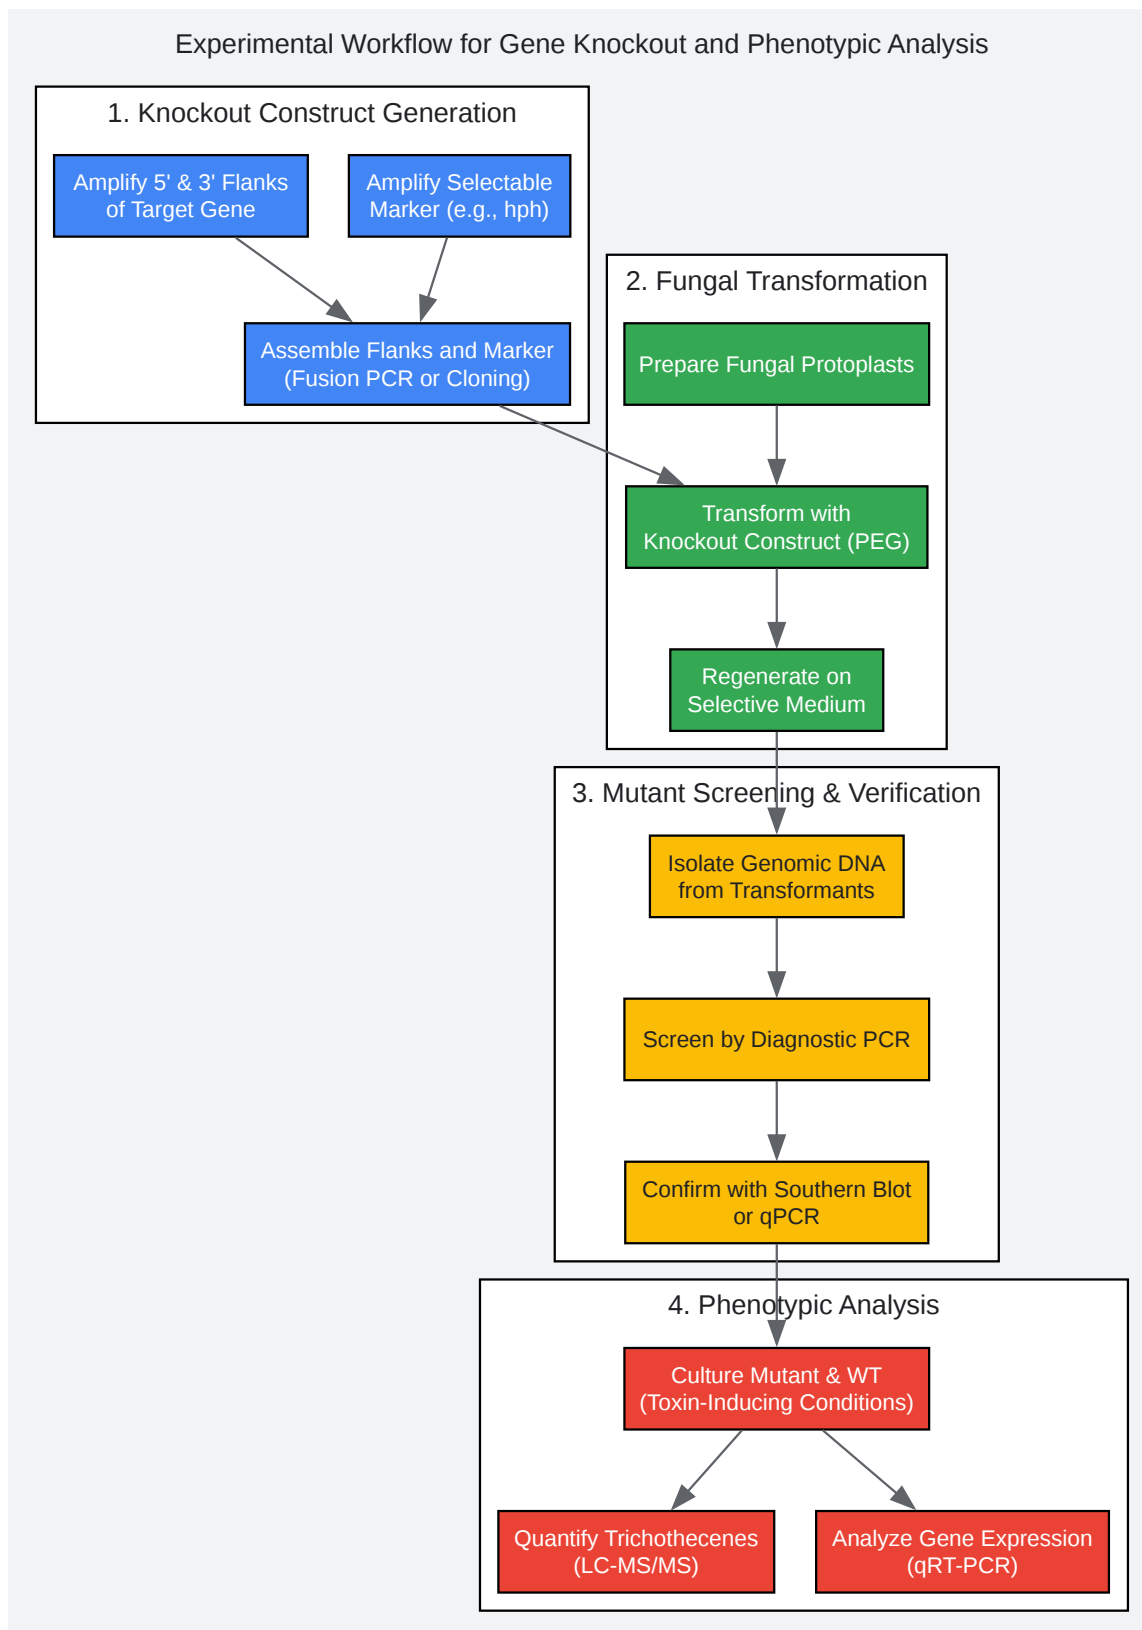 Experimental Workflow for Gene Knockout and Phenotypic Analysis
1. Knockout Construct Generation
Amplify 5' & 3' Flanks
of Target Gene
Amplify Selectable
Marker (e.g., hph)
Assemble Flanks and Marker
(Fusion PCR or Cloning)
2. Fungal Transformation
Prepare Fungal Protoplasts
Transform with
Knockout Construct (PEG)
Regenerate on
Selective Medium
3. Mutant Screening & Verification
Isolate Genomic DNA
from Transformants
Screen by Diagnostic PCR
Confirm with Southern Blot
or qPCR
4. Phenotypic Analysis
Culture Mutant & WT
(Toxin-Inducing Conditions)
Quantify Trichothecenes
(LC-MS/MS)
Analyze Gene Expression
(qRT-PCR)